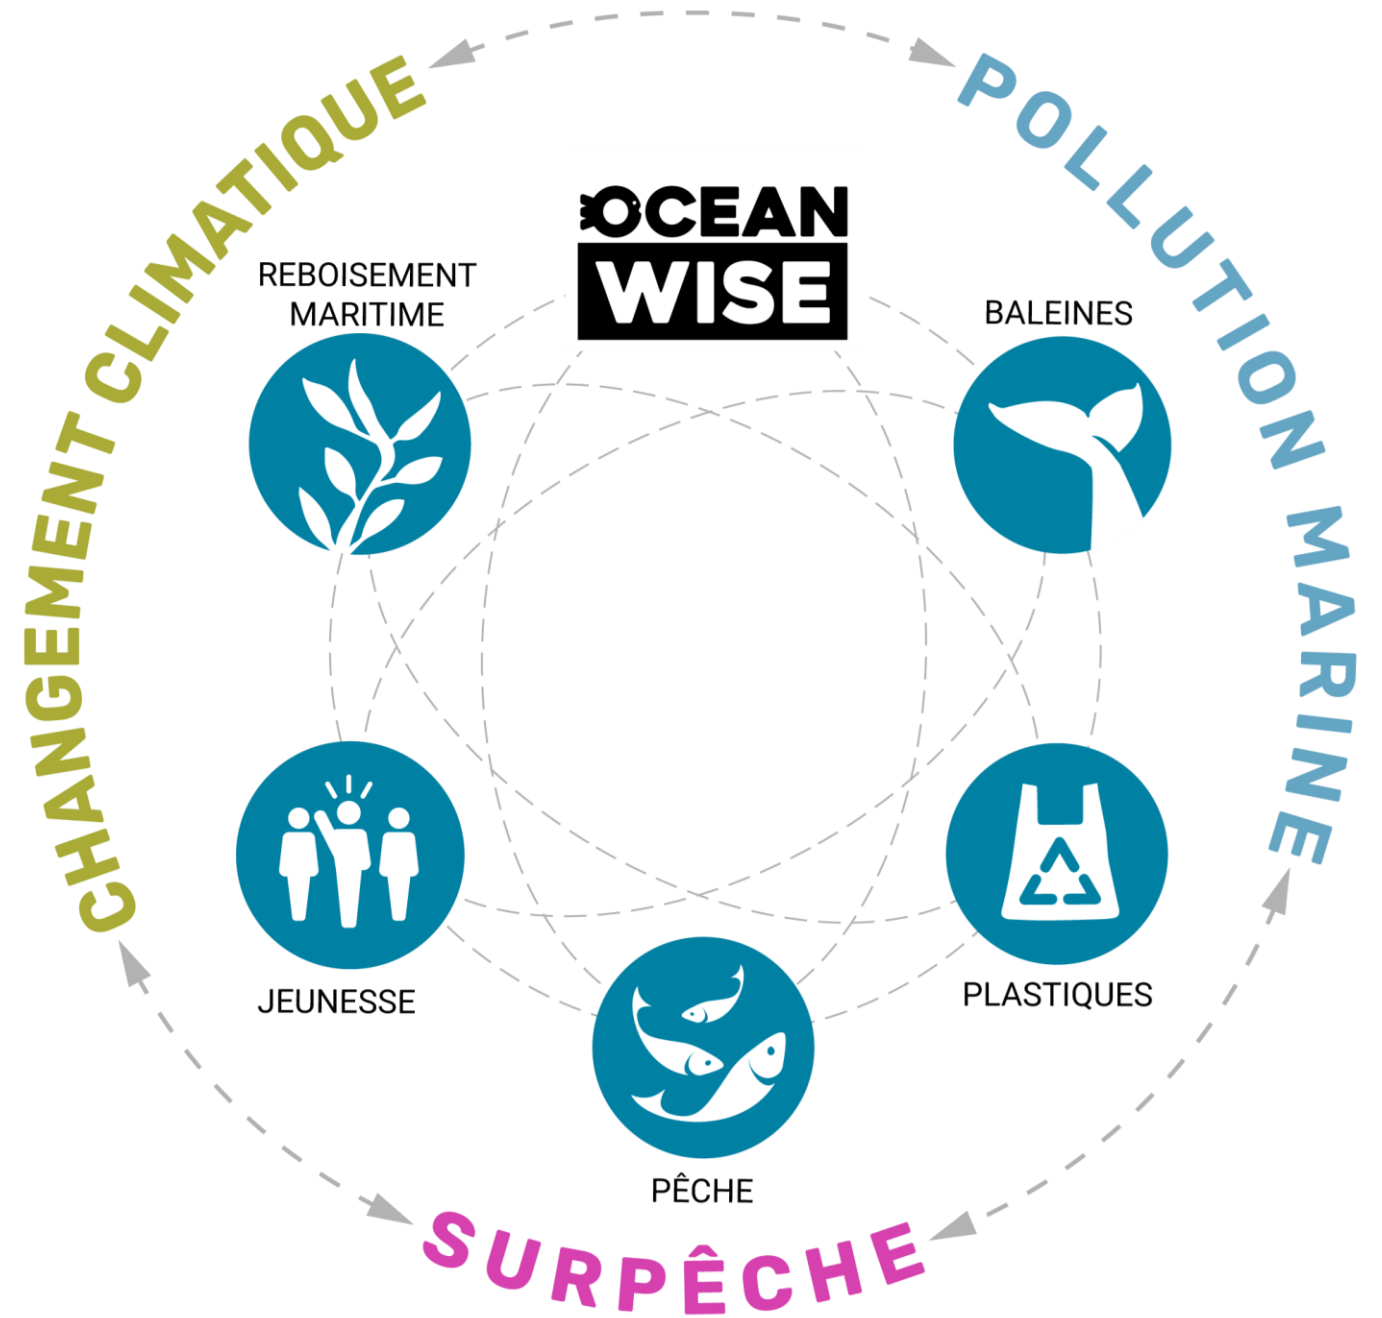 CHANGEMENT CLIMATIQUE
POLLUTION MARINE
OCEAN
WISE
REBOISEMENT
MARITIME
BALEINES
JEUNESSE
PLASTIQUES
PÊCHE
SURPÊCHE